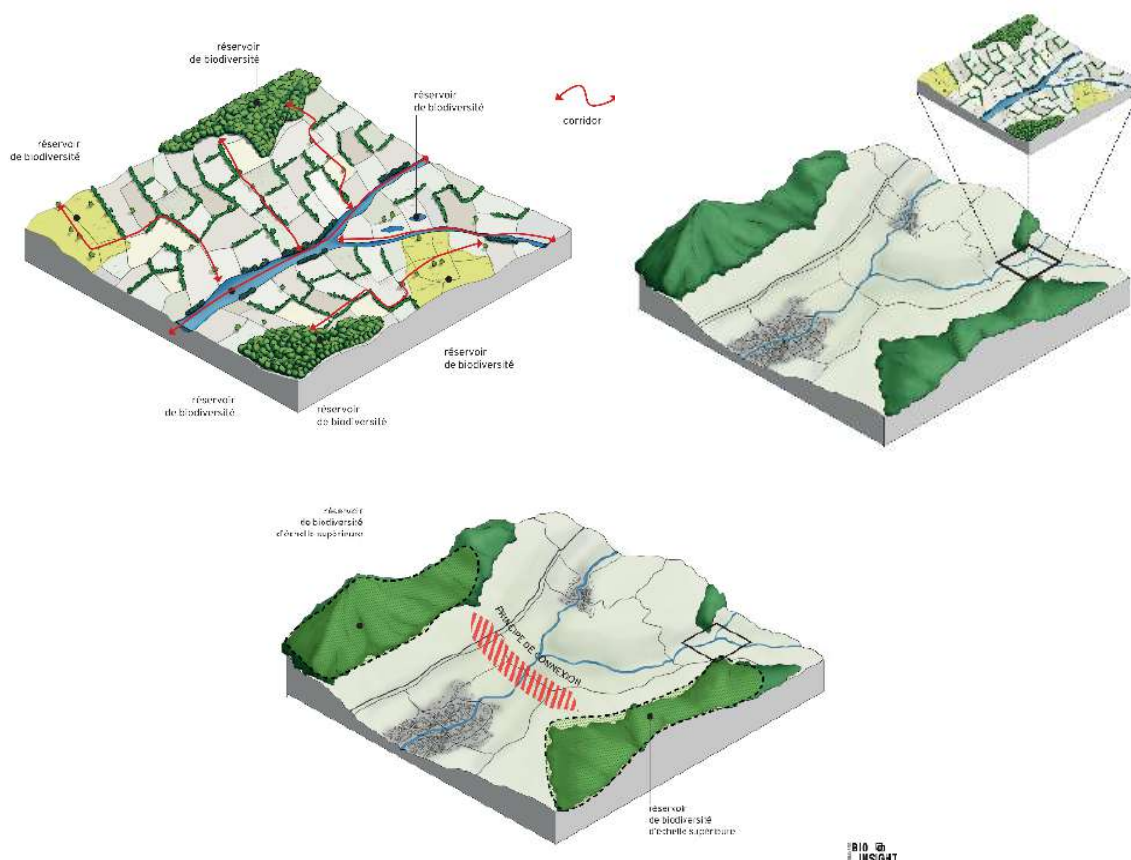 réservoir
de biodiversité
réservoir
de biodiversité
corridor
réservoir
de biodiversité
réservoir
de biodiversité
réservoir
de biodiversité
réservoir
de biodiversité
réservoir
de biodiversité
d'échelle supérieure
PRINCIPE DE CONNEXION
réservoir
de biodiversité
d'échelle supérieure
BIO
INSIGHT